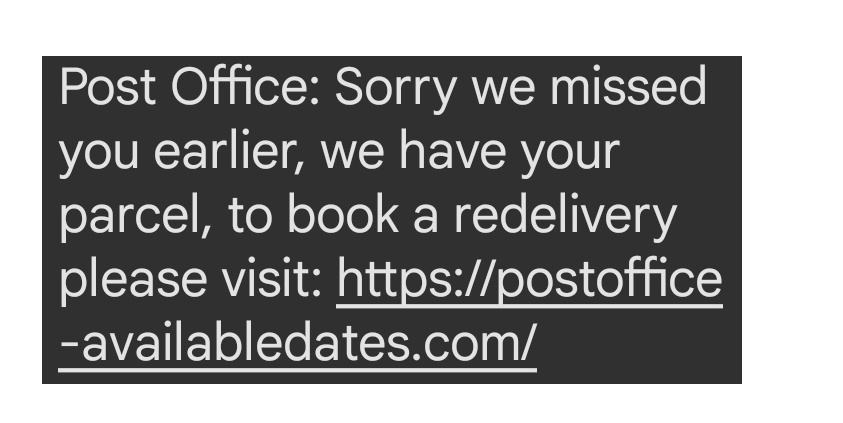 Post Office: Sorry we missed
you earlier, we have your
parcel, to book a redelivery
please visit: https://postoffice
-availabledates.com/